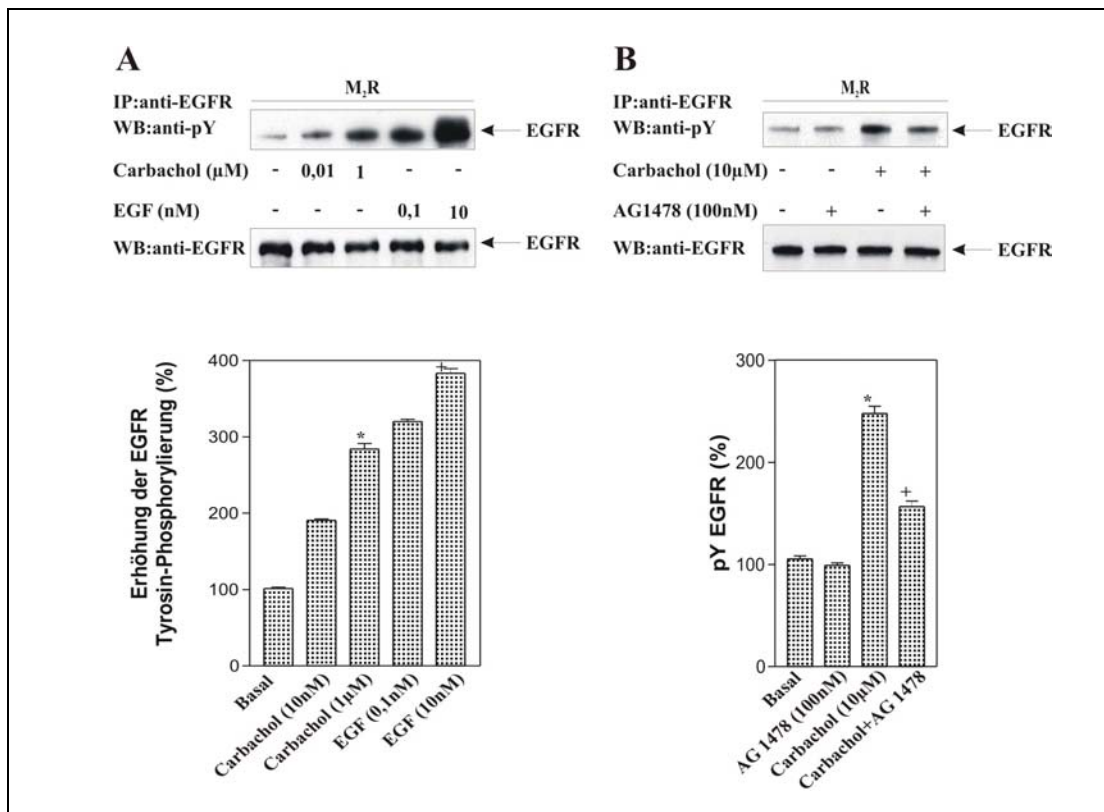 A
M₂R
IP:anti-EGFR
WB:anti-pY
EGFR
Carbachol (µM) - 0,01 1 - -
EGF (nM) - - - 0,1 10
WB:anti-EGFR
EGFR
Erhöhung der EGFR
Tyrosin-Phosphorylierung (%)
400
300
200
100
0
*
+
Basal
Carbachol (10nM)
Carbachol (1µM)
EGF (0,1nM)
EGF (10nM)
B
M₂R
IP:anti-EGFR
WB:anti-pY
EGFR
Carbachol (10µM) - - + +
AG1478 (100nM) - + - +
WB:anti-EGFR
EGFR
pY EGFR (%)
300
200
100
0
*
+
Basal
AG 1478 (100nM)
Carbachol (10µM)
Carbachol+AG 1478